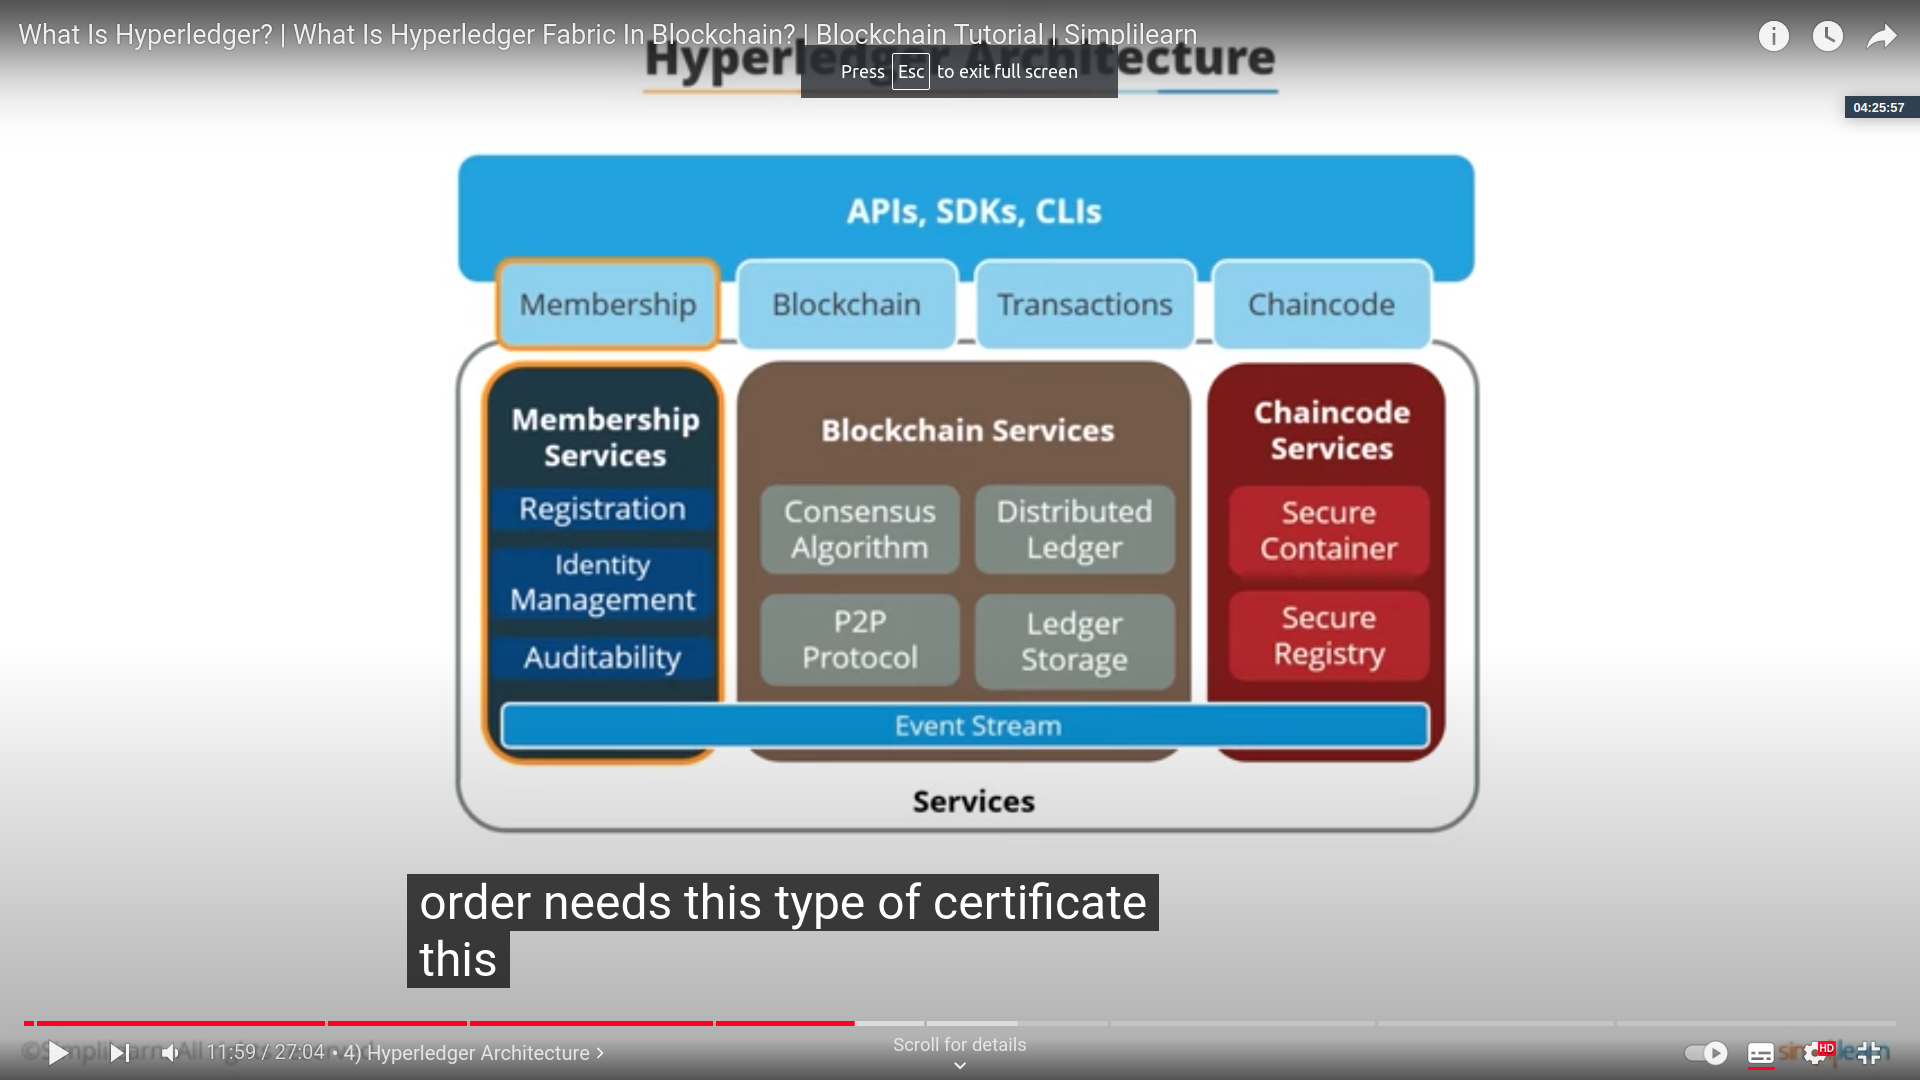 What Is Hyperledger? | What Is Hyperledger Fabric In Blockchain? | Blockchain Tutorial | Simplilearn
Hyperledger Architecture
Press Esc to exit full screen
04:25:57
APIs, SDKs, CLIs
Membership
Blockchain
Transactions
Chaincode
Membership
Services
Registration
Identity
Management
Auditability
Blockchain Services
Consensus
Algorithm
Distributed
Ledger
P2P
Protocol
Ledger
Storage
Chaincode
Services
Secure
Container
Secure
Registry
Event Stream
Services
order needs this type of certificate
this
11:59 / 27:04 • 4) Hyperledger Architecture
Scroll for details
HD